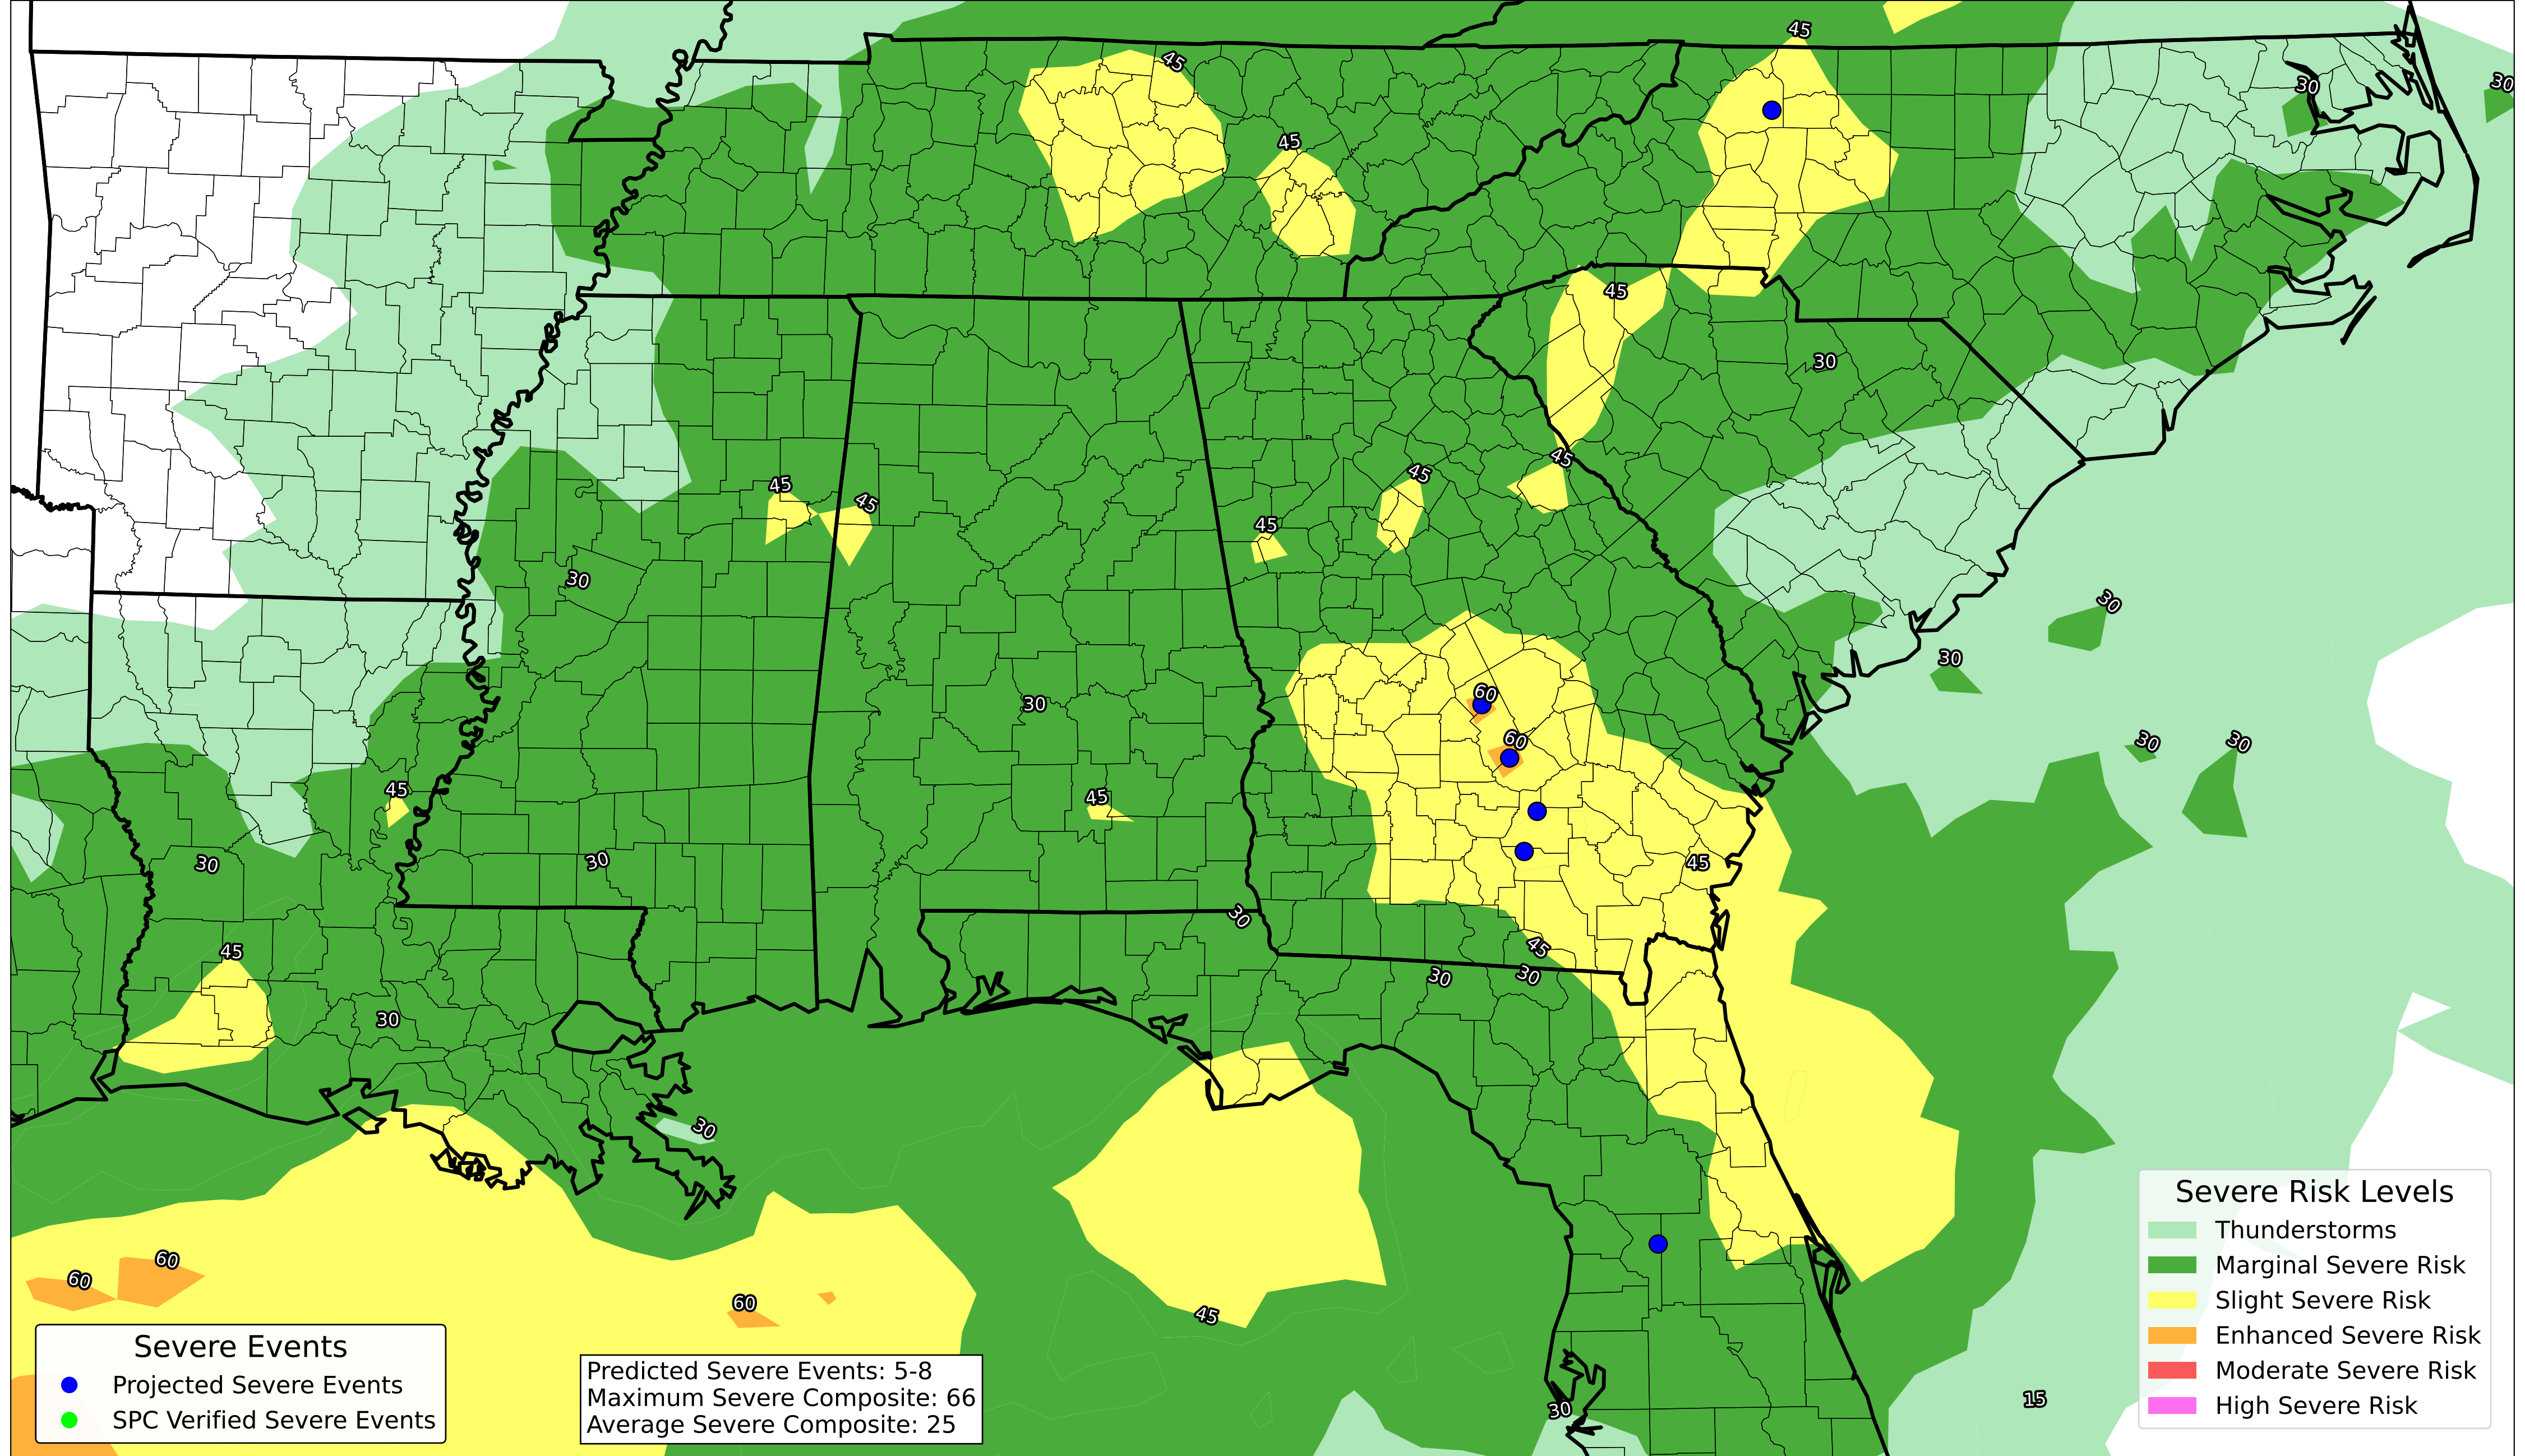 45
45
30
30
45
45
30
45
45
45
45
45
30
30
30
60
30
60
30
30
45
45
30
45
30
30
45
45
30
30
30
30
60
60
60
45
30
15
Severe Risk Levels
Thunderstorms
Marginal Severe Risk
Slight Severe Risk
Enhanced Severe Risk
Moderate Severe Risk
High Severe Risk
Severe Events
Projected Severe Events
SPC Verified Severe Events
Predicted Severe Events: 5-8
Maximum Severe Composite: 66
Average Severe Composite: 25